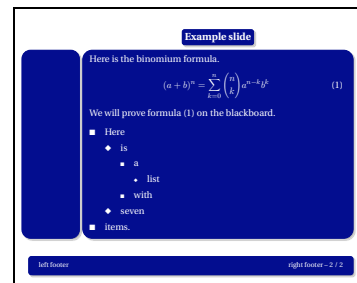 Example slide
Here is the binomium formula.
(a + b)^n = \sum_{k=0}^{n} \binom{n}{k} a^{n-k} b^k (1)
We will prove formula (1) on the blackboard.
■ Here
◆ is
■ a
◆ list
■ with
◆ seven
■ items.
left footer right footer – 2 / 2